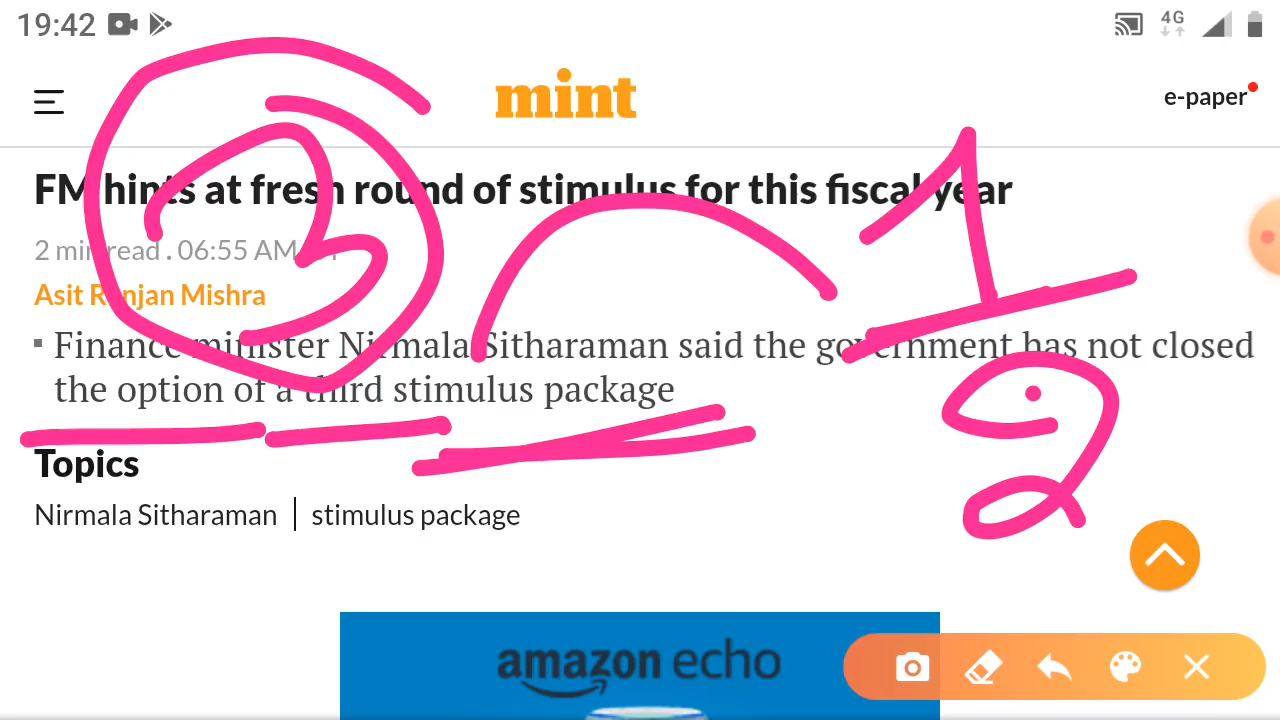 19:42
4G
mint
e-paper
FM hints at fresh round of stimulus for this fiscal year
2 min read . 06:55 AM
Asit Ranjan Mishra
Finance minister Nirmala Sitharaman said the government has not closed
the option of a third stimulus package
3
1
2
Topics
Nirmala Sitharaman | stimulus package
amazon echo